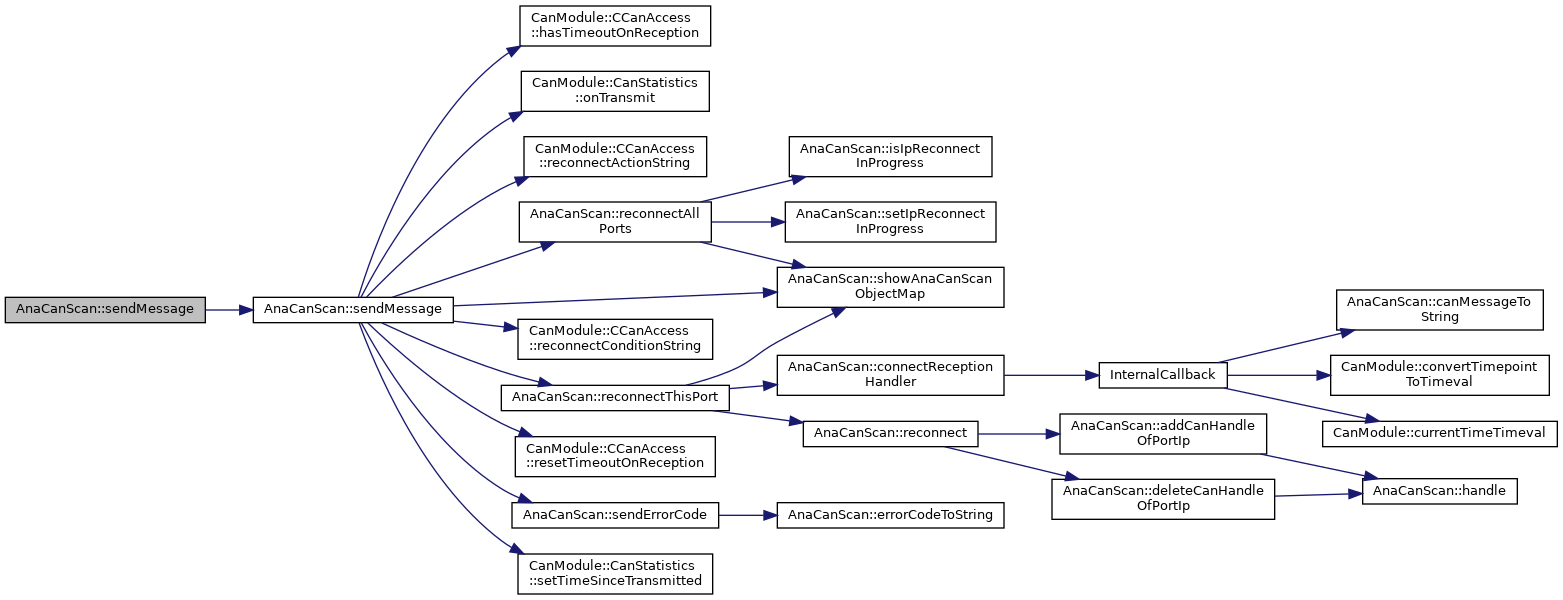 AnaCanScan::sendMessage
AnaCanScan::sendMessage
CanModule::CCanAccess
::hasTimeoutOnReception
CanModule::CanStatistics
::onTransmit
CanModule::CCanAccess
::reconnectActionString
AnaCanScan::reconnectAll
Ports
AnaCanScan::isIpReconnect
InProgress
AnaCanScan::setIpReconnect
InProgress
AnaCanScan::showAnaCanScan
ObjectMap
CanModule::CCanAccess
::reconnectConditionString
AnaCanScan::reconnectThisPort
AnaCanScan::connectReception
Handler
InternalCallback
AnaCanScan::canMessageTo
String
CanModule::convertTimepoint
ToTimeval
CanModule::currentTimeTimeval
AnaCanScan::reconnect
AnaCanScan::addCanHandle
OfPortIp
AnaCanScan::deleteCanHandle
OfPortIp
AnaCanScan::handle
CanModule::CCanAccess
::resetTimeoutOnReception
AnaCanScan::sendErrorCode
AnaCanScan::errorCodeToString
CanModule::CanStatistics
::setTimeSinceTransmitted